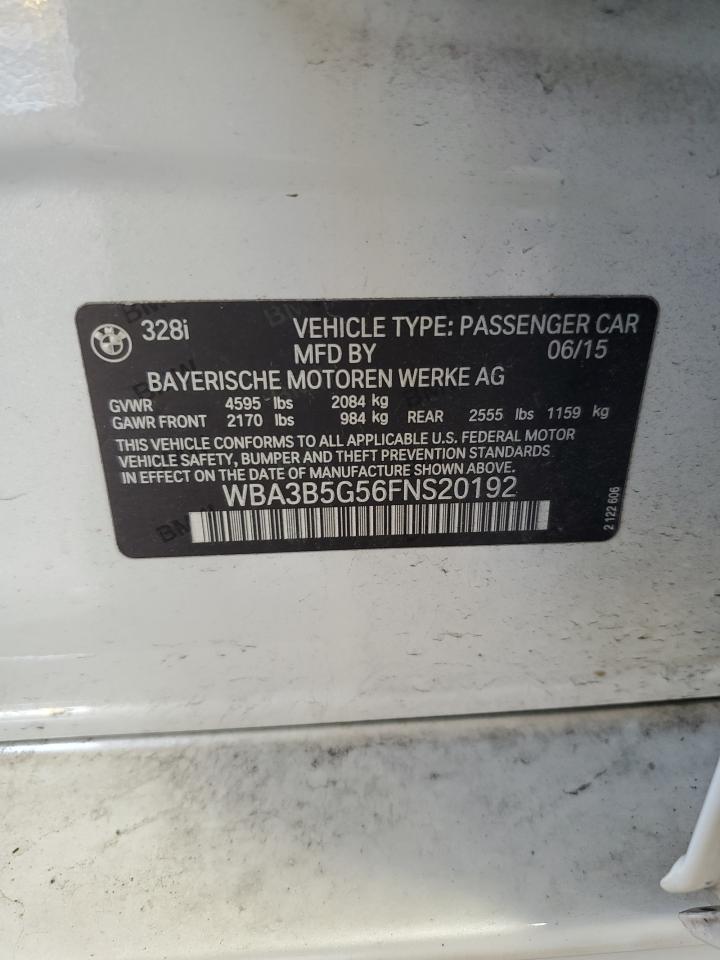 328i VEHICLE TYPE: PASSENGER CAR
MFD BY 06/15
BAYERISCHE MOTOREN WERKE AG
GVWR 4595 lbs 2084 kg
GAWR FRONT 2170 lbs 984 kg REAR 2555 lbs 1159 kg
THIS VEHICLE CONFORMS TO ALL APPLICABLE U.S. FEDERAL MOTOR
VEHICLE SAFETY, BUMPER AND THEFT PREVENTION STANDARDS
IN EFFECT ON THE DATE OF MANUFACTURE SHOWN ABOVE.
WBA3B5G56FNS20192
2 122 606